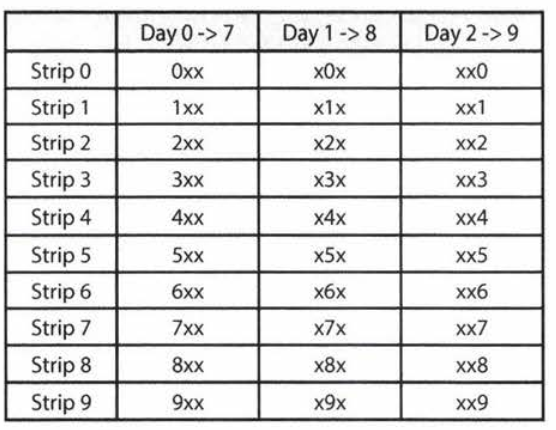 Day 0 -> 7 Day 1 -> 8 Day 2 -> 9
Strip 0 0xx x0x xx0
Strip 1 1xx x1x xx1
Strip 2 2xx x2x xx2
Strip 3 3xx x3x xx3
Strip 4 4xx x4x xx4
Strip 5 5xx x5x xx5
Strip 6 6xx x6x xx6
Strip 7 7xx x7x xx7
Strip 8 8xx x8x xx8
Strip 9 9xx x9x xx9